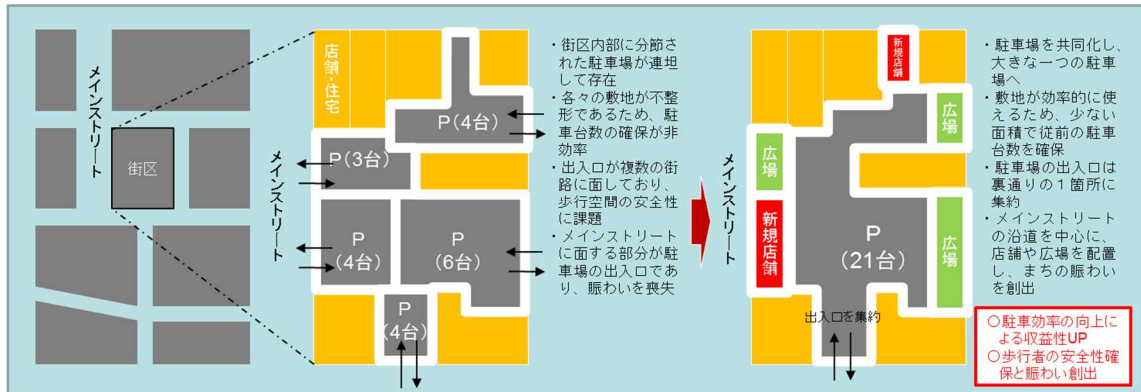 メインストリート
街区
店舗・住宅
P(4台)
P(3台)
メインストリート
P
(4台)
P
(6台)
P
(4台)
・街区内部に分節さ
れた駐車場が連坦
して存在
・各々の敷地が不整
形であるため、駐
車台数の確保が非
効率
・出入口が複数の街
路に面しており、
歩行空間の安全性
に課題
・メインストリート
に面する部分が駐
車場の出入口であ
り、賑わいを喪失
メインストリート
新規店舗
広場
広場
新規店舗
広場
P
(21台)
出入口を集約
・駐車場を共同化し、
大きな一つの駐車
場へ
・敷地が効率的に使
えるため、少ない
面積で従前の駐車
台数を確保
・駐車場の出入口は
裏通りの１箇所に
集約
・メインストリート
の沿道を中心に、
店舗や広場を配置
し、まちの賑わい
を創出
○駐車効率の向上に
よる収益性UP
○歩行者の安全性確
保と賑わい創出